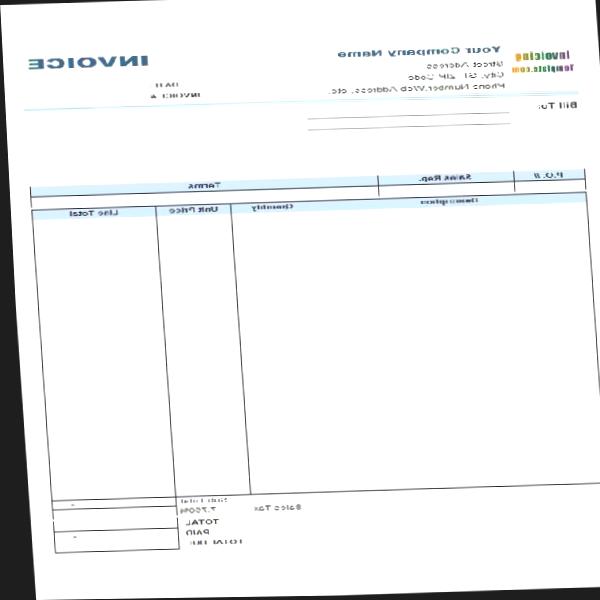 Invoicing
Template.com
Your Company Name
INVOICE
Street Address
City, ST ZIP Code
Phone Number, Web Address, etc.
DATE
INVOICE #
Bill To:
P.O. # Sales Rep. Terms
Description Quantity Unit Price Line Total
Sub Total -
Sales Tax 7.750%
TOTAL
PAID -
TOTAL DUE